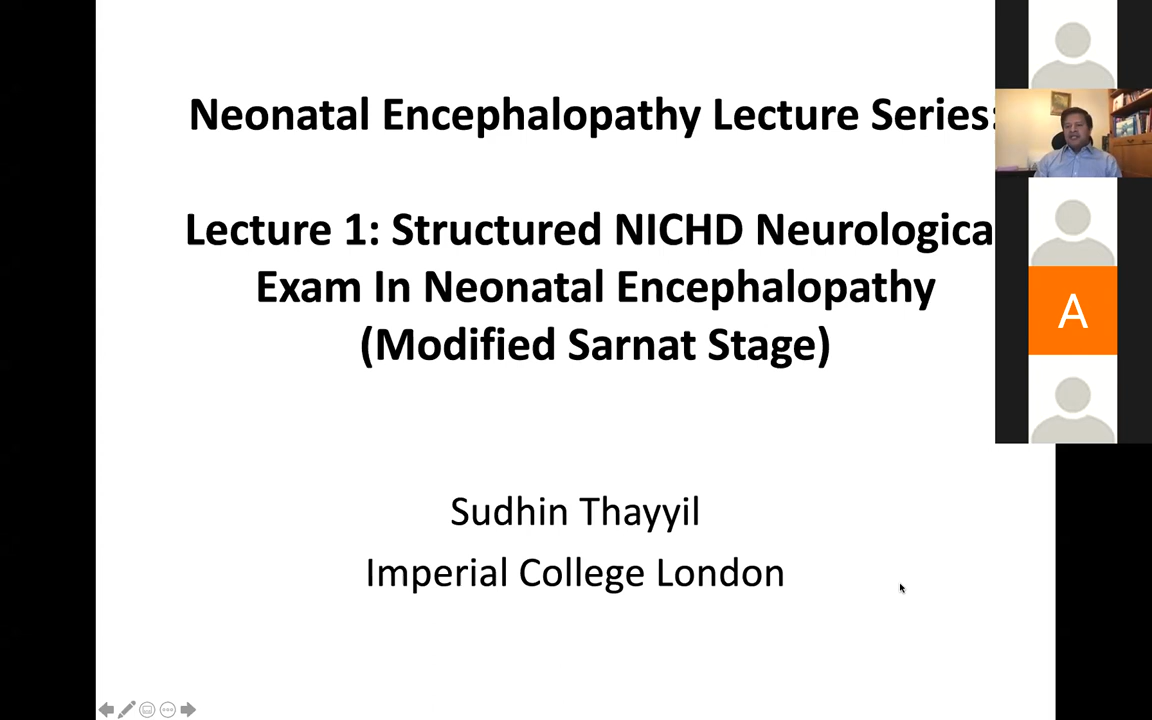 Neonatal Encephalopathy Lecture Series:
Lecture 1: Structured NICHD Neurologica
Exam In Neonatal Encephalopathy
(Modified Sarnat Stage)
Sudhin Thayyil
Imperial College London
A